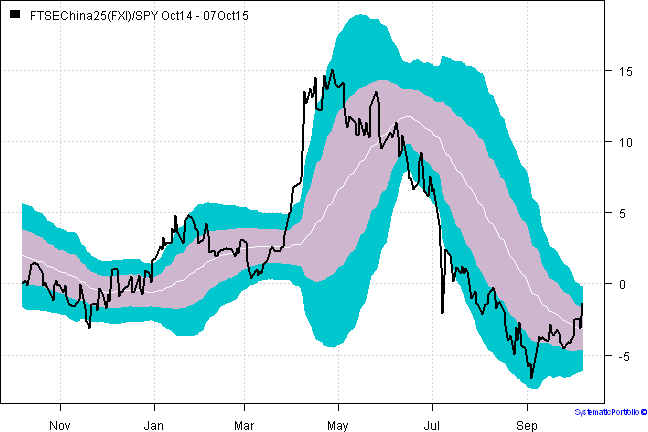 FTSEChina25(FXI)/SPY Oct14 - 07Oct15
15
10
5
0
-5
Nov Jan Mar May Jul Sep
SystematicPortfolio ©